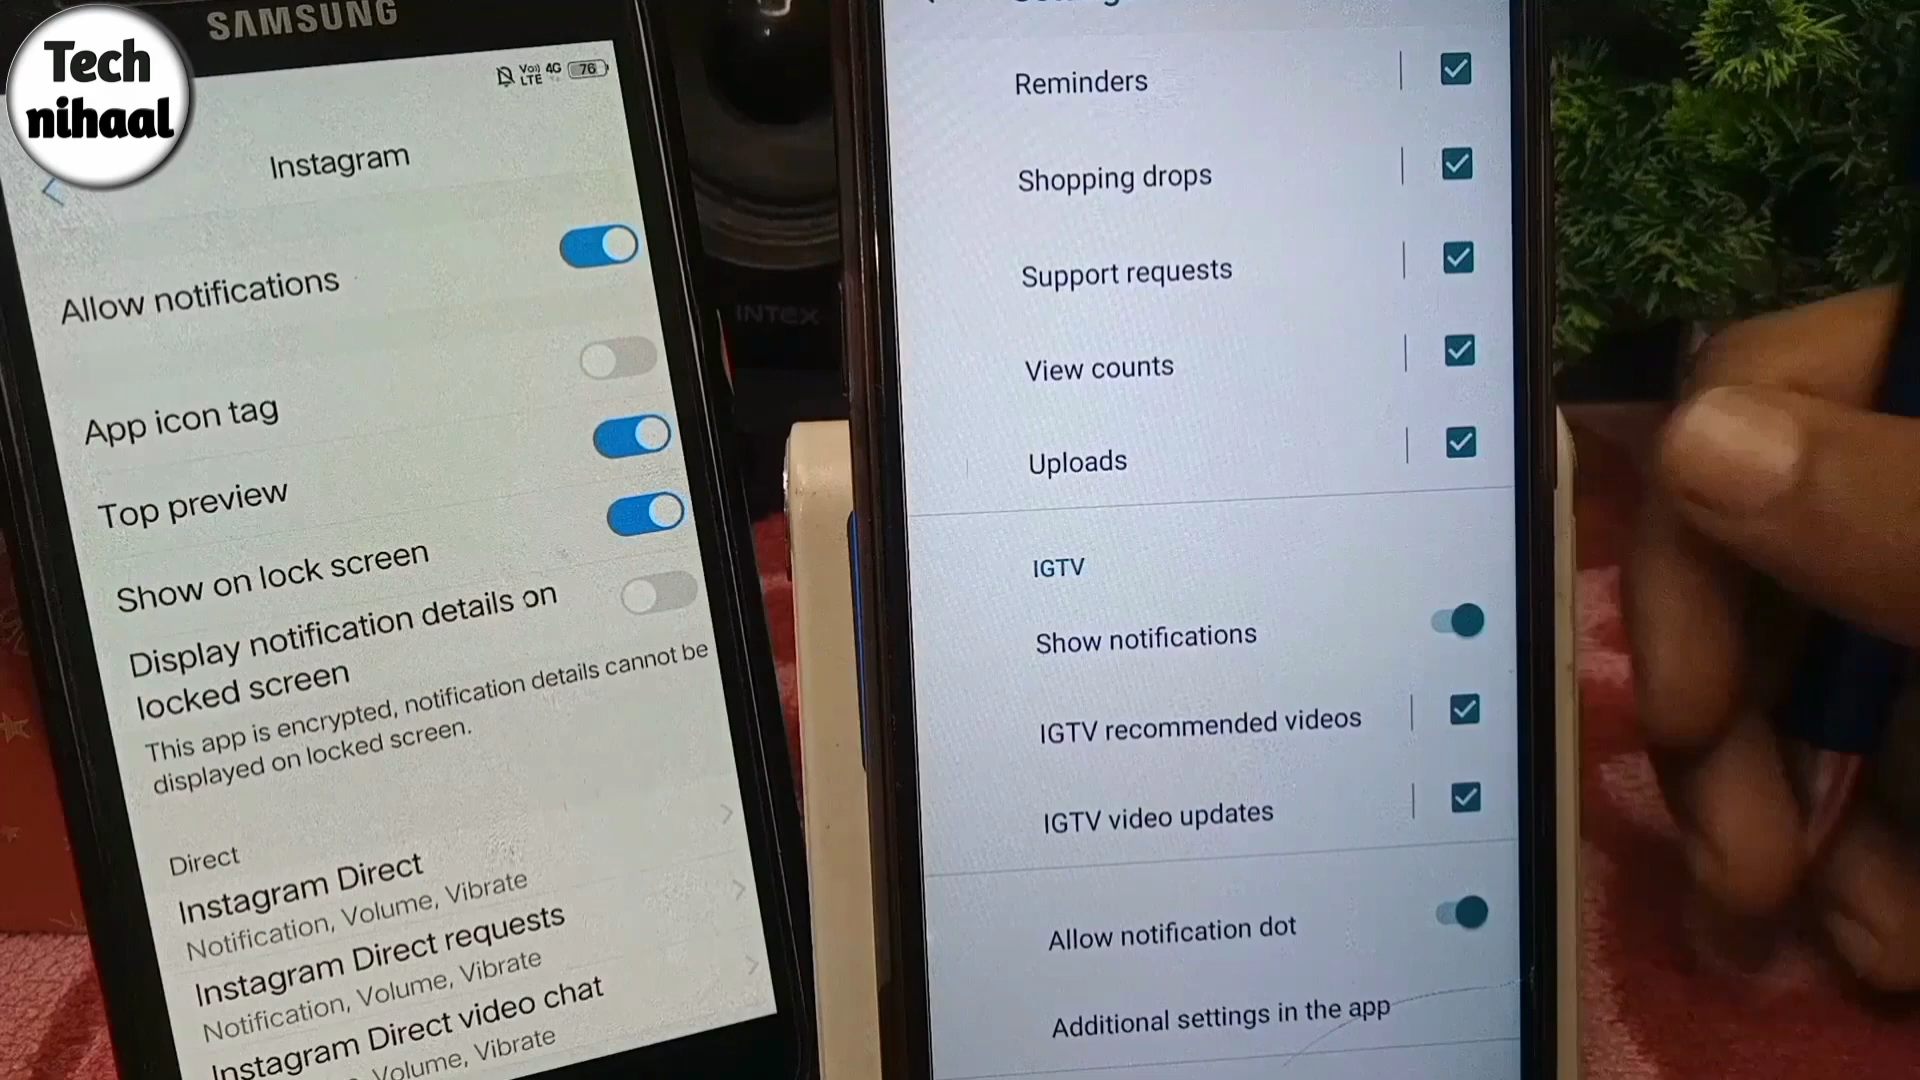 Tech
nihaal
SAMSUNG
Vo)) 4G 76
LTE
Instagram
Allow notifications
App icon tag
Top preview
Show on lock screen
Display notification details on
locked screen
This app is encrypted, notification details cannot be
displayed on locked screen.
Direct
Instagram Direct
Notification, Volume, Vibrate
Instagram Direct requests
Notification, Volume, Vibrate
Instagram Direct video chat
Volume, Vibrate
INTEX
Reminders
Shopping drops
Support requests
View counts
Uploads
IGTV
Show notifications
IGTV recommended videos
IGTV video updates
Allow notification dot
Additional settings in the app